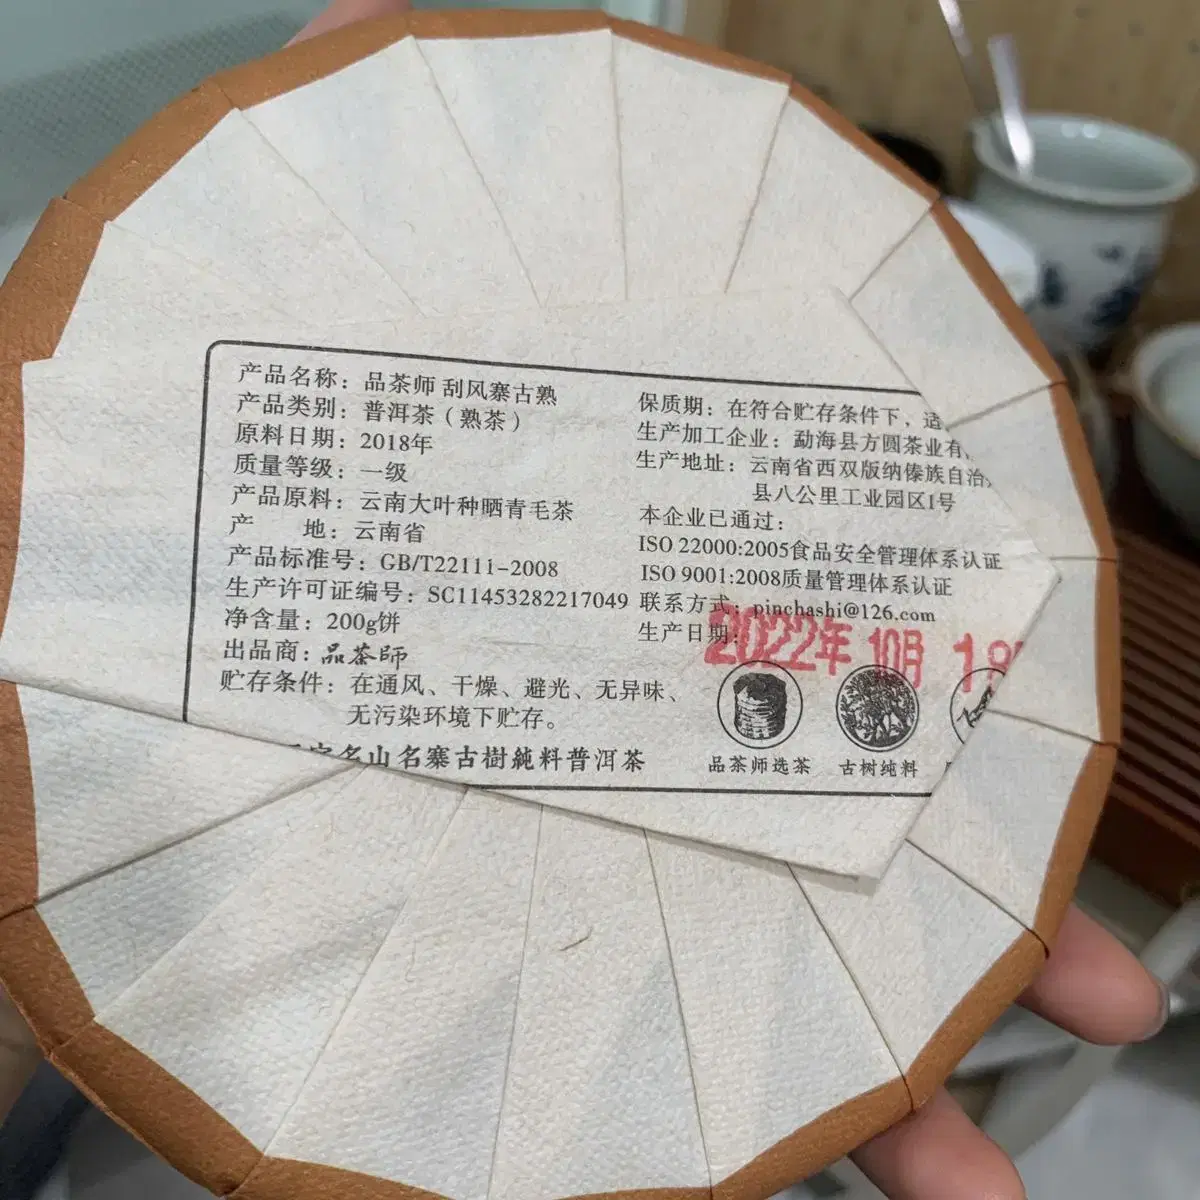 产品名称：品茶师 刮风寨古熟
产品类别：普洱茶（熟茶）
原料日期：2018年
质量等级：一级
产品原料：云南大叶种晒青毛茶
产 地：云南省
产品标准号：GB/T22111-2008
生产许可证编号：SC11453282217049
净含量：200g饼
出品商：品茶師
贮存条件：在通风、干燥、避光、无异味、
无污染环境下贮存。
名山名寨古樹純料普洱茶
保质期：在符合贮存条件下，适
生产加工企业：勐海县方圆茶业有
生产地址：云南省西双版纳傣族自治
县八公里工业园区1号
本企业已通过：
ISO 22000:2005食品安全管理体系认证
ISO 9001:2008质量管理体系认证
联系方式：pinchashi@126.com
生产日期：2022年 10月 18
品茶师选茶 古树纯料